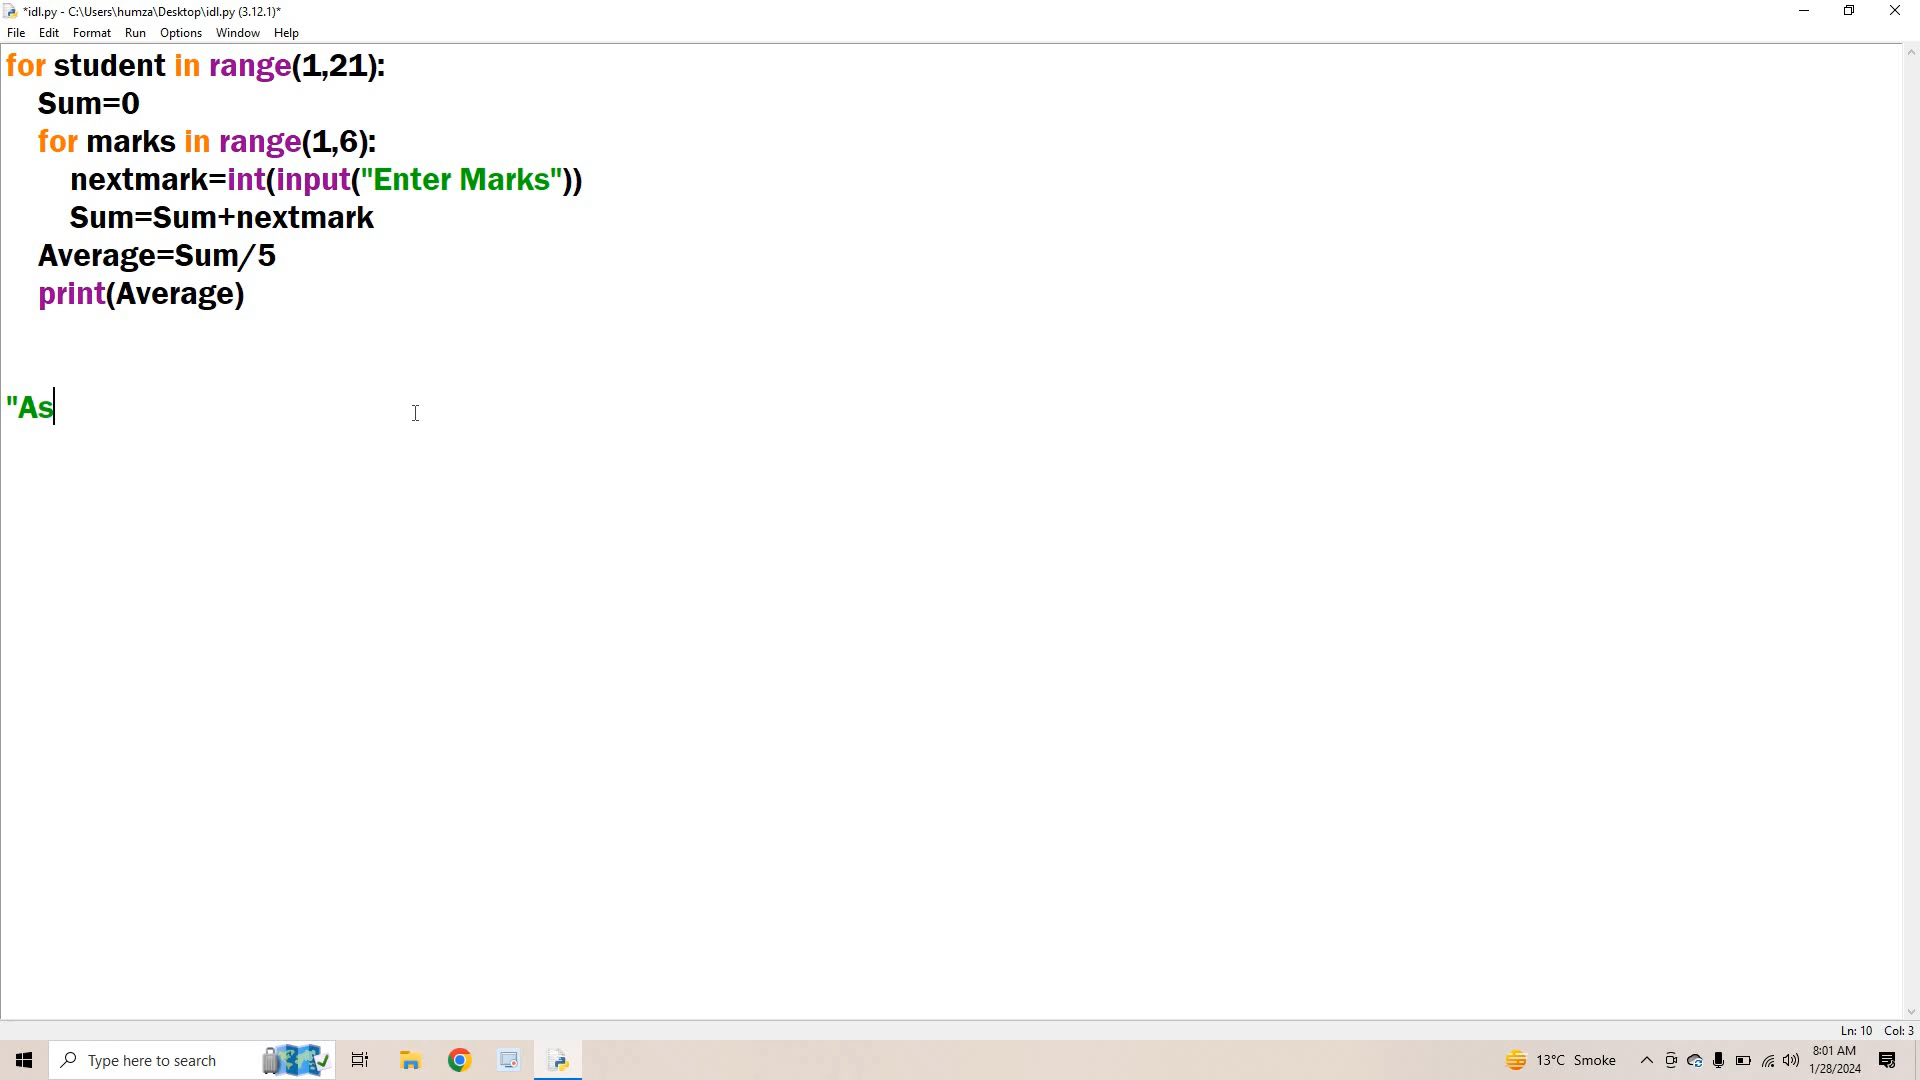 *idl.py - C:\Users\humza\Desktop\idl.py (3.12.1)*
File Edit Format Run Options Window Help
for student in range(1,21):
    Sum=0
    for marks in range(1,6):
        nextmark=int(input("Enter Marks"))
        Sum=Sum+nextmark
    Average=Sum/5
    print(Average)
"As
Ln: 10 Col: 3
Type here to search
13°C Smoke
8:01 AM
1/28/2024